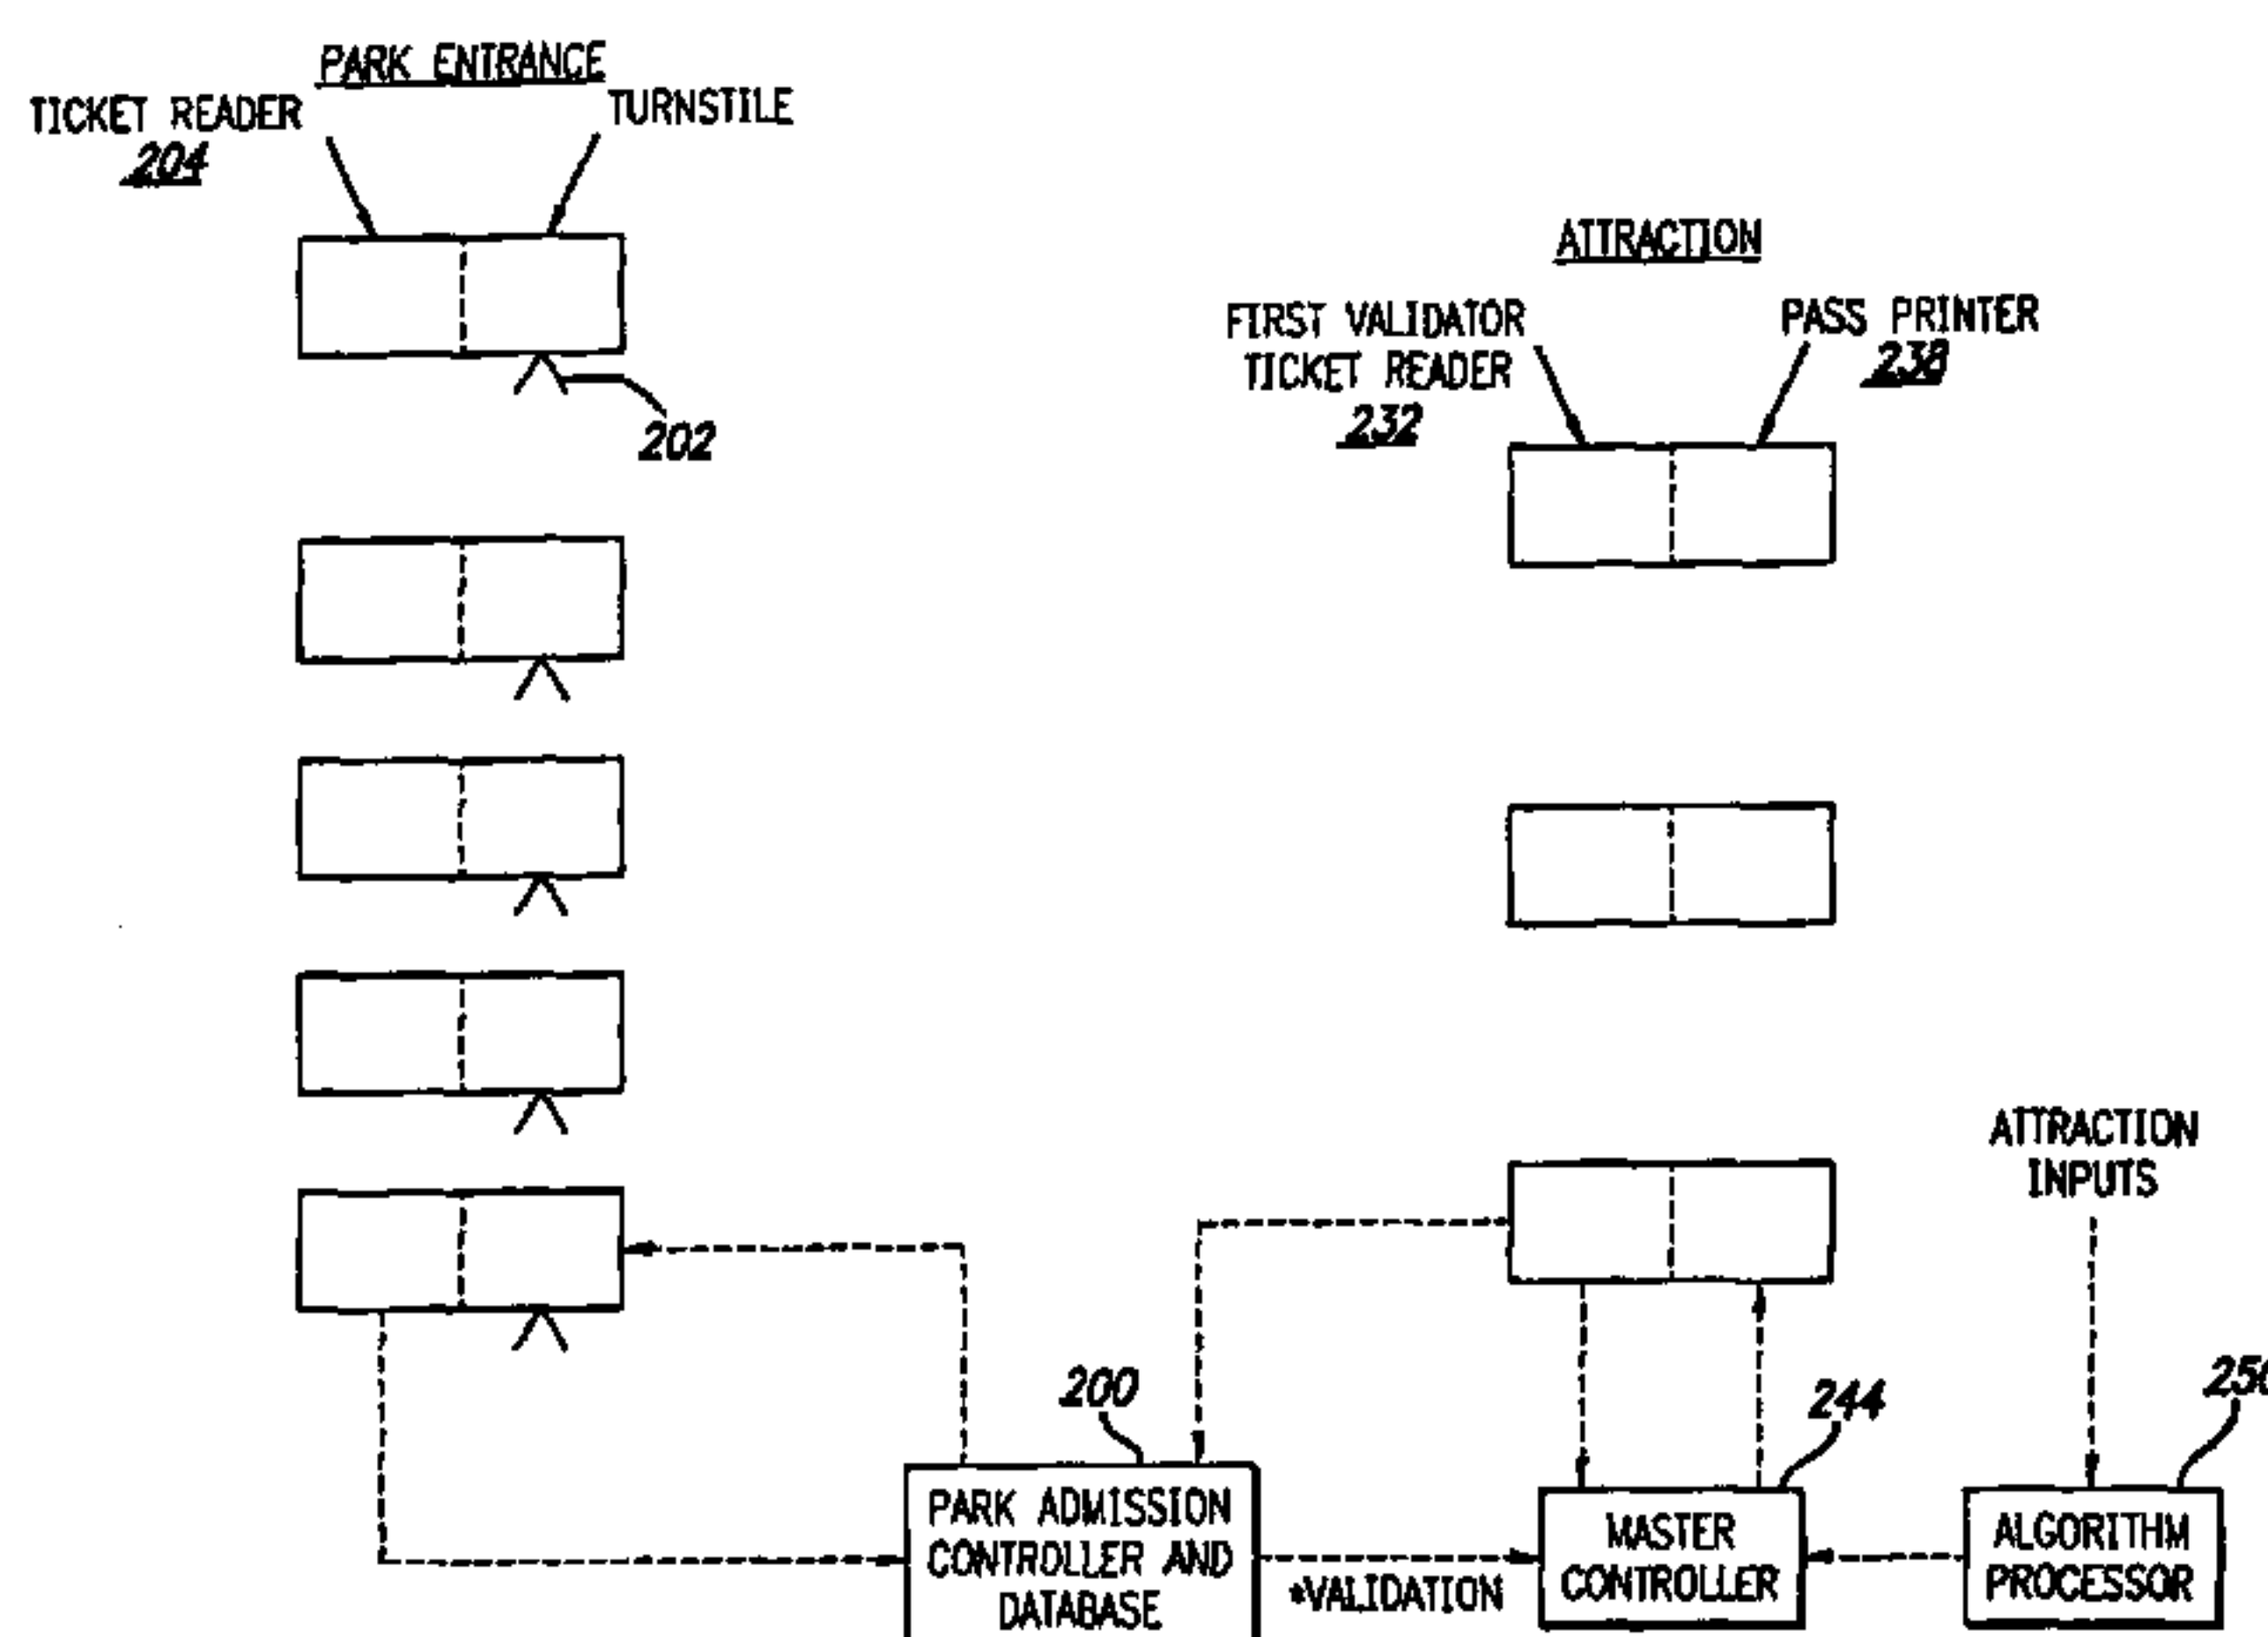 PARK ENTRANCE
TICKET READER
204
TURNSTILE
202
ATTRACTION
FIRST VALIDATOR
TICKET READER
232
PASS PRINTER
238
ATTRACTION
INPUTS
200
244
PARK ADMISSION
CONTROLLER AND
DATABASE
*VALIDATION
MASTER
CONTROLLER
ALGORITHM
PROCESSOR